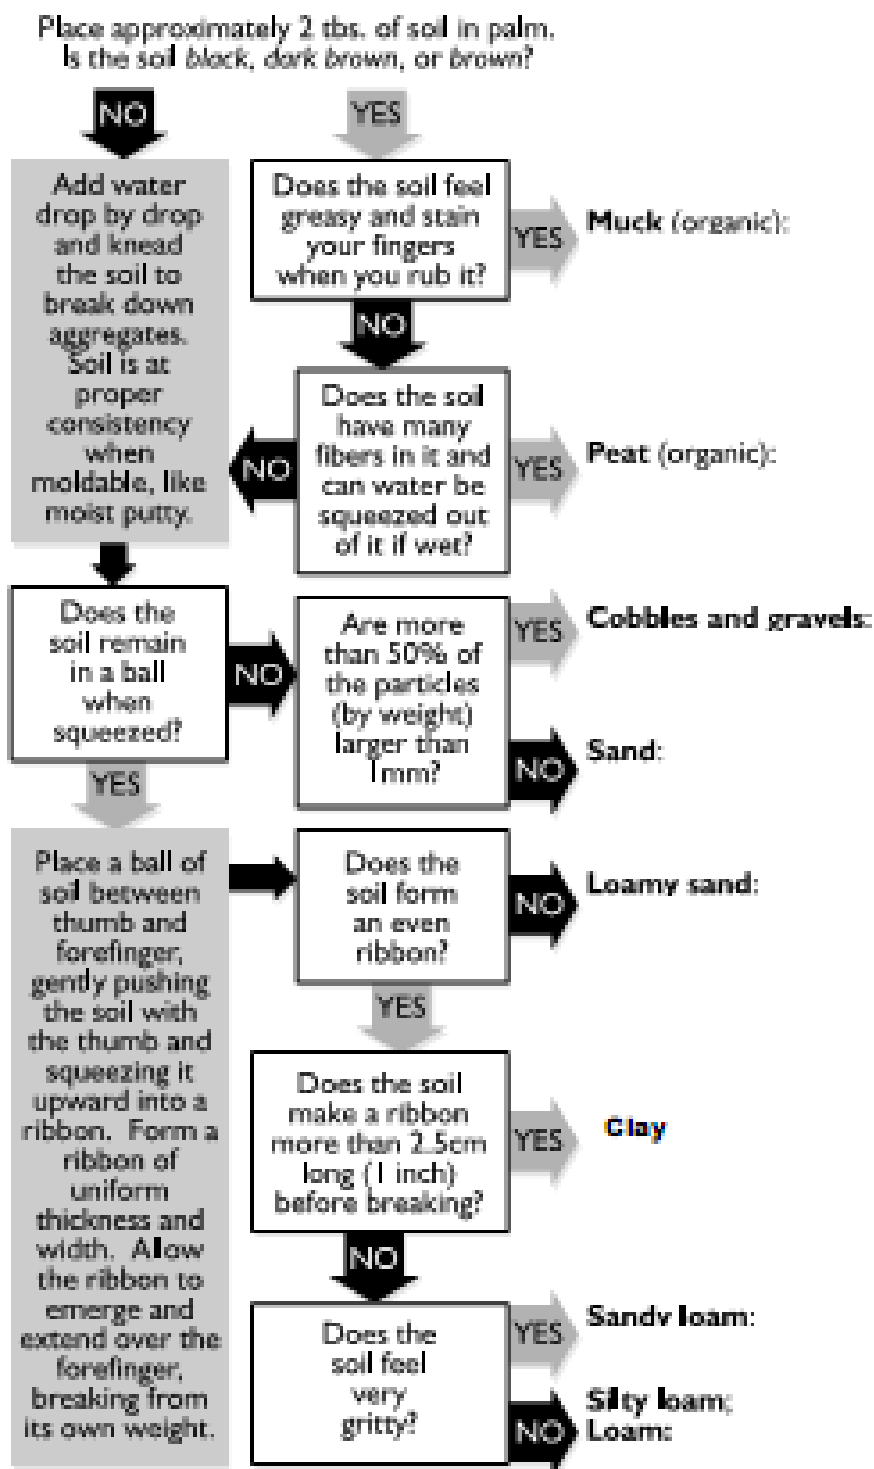 Place approximately 2 tbs. of soil in palm.
Is the soil black, dark brown, or brown?
NO
YES
Add water
drop by drop
and knead
the soil to
break down
aggregates.
Soil is at
proper
consistency
when
moldable, like
moist putty.
Does the soil feel
greasy and stain
your fingers
when you rub it?
YES
Muck (organic):
NO
Does the soil
have many
fibers in it and
can water be
squeezed out
of it if wet?
NO
YES
Peat (organic):
Does the
soil remain
in a ball
when
squeezed?
NO
Are more
than 50% of
the particles
(by weight)
larger than
1mm?
YES
Cobbles and gravels:
NO
Sand:
YES
Place a ball of
soil between
thumb and
forefinger,
gently pushing
the soil with
the thumb and
squeezing it
upward into a
ribbon. Form a
ribbon of
uniform
thickness and
width. Allow
the ribbon to
emerge and
extend over the
forefinger,
breaking from
its own weight.
Does the
soil form
an even
ribbon?
NO
Loamy sand:
YES
Does the soil
make a ribbon
more than 2.5cm
long (1 inch)
before breaking?
YES
Clay
NO
Does the
soil feel
very
gritty?
YES
Sandy loam:
NO
Silty loam;
Loam: